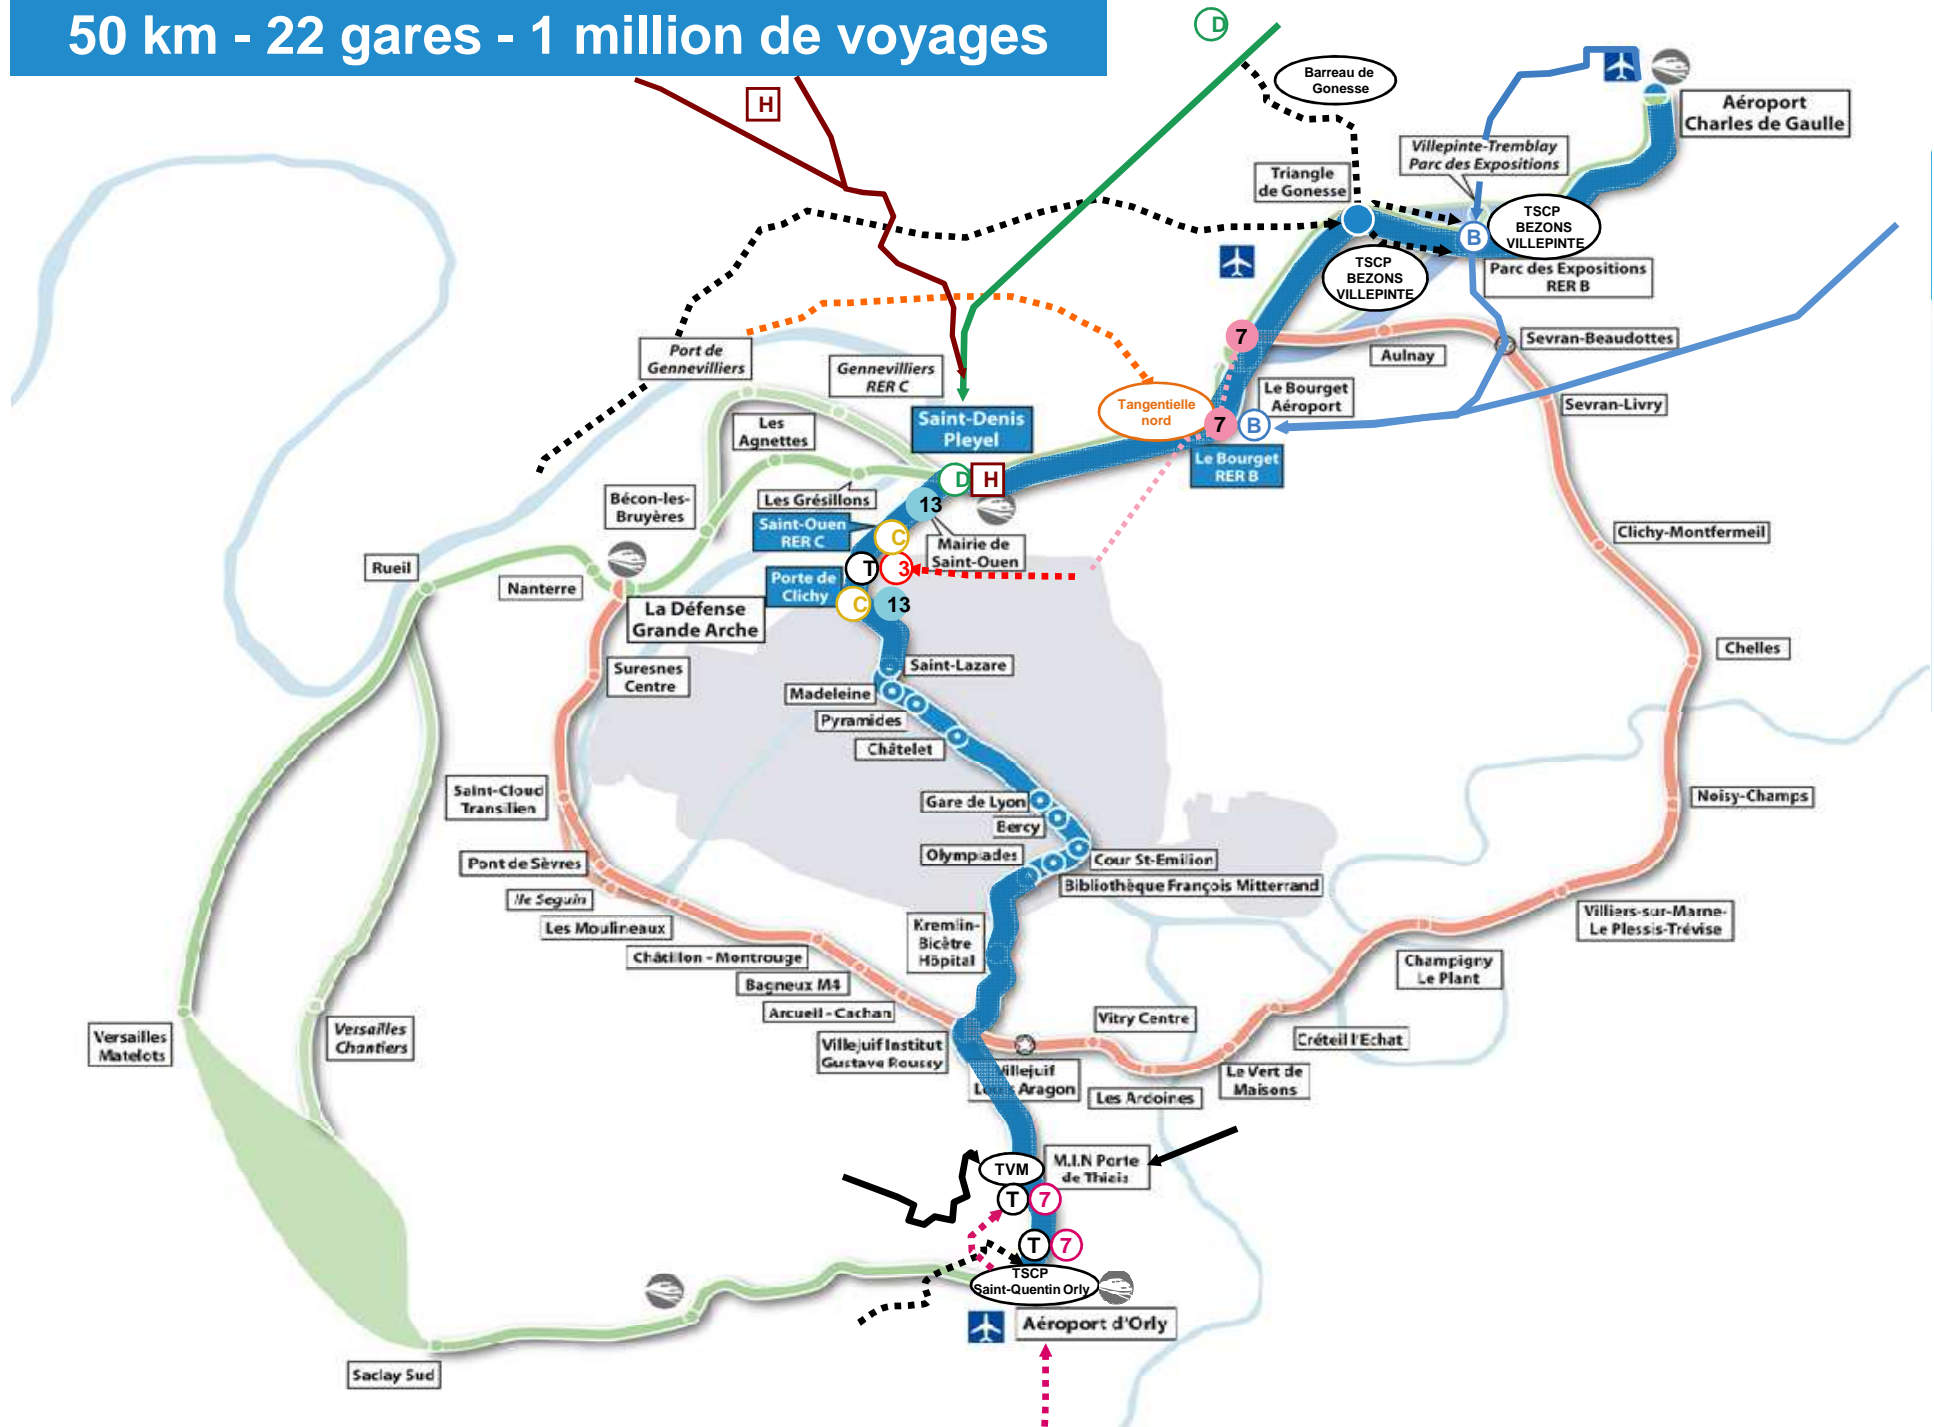 50 km - 22 gares - 1 million de voyages
D
H
Barreau de
Gonesse
Aéroport
Charles de Gaulle
Villepinte-Tremblay
Parc des Expositions
Triangle
de Gonesse
TSCP
BEZONS
VILLEPINTE
B
TSCP
BEZONS
VILLEPINTE
Parc des Expositions
RER B
Port de
Gennevilliers
Gennevilliers
RER C
7
Aulnay
Sevran-Beaudottes
Le Bourget
Aéroport
Sevran-Livry
Tangentielle
nord
7
B
Saint-Denis
Pleyel
Les
Agnettes
Le Bourget
RER B
D
H
Bécon-les-
Bruyères
Les Grésillons
13
Saint-Ouen
RER C
C
Mairie de
Saint-Ouen
Clichy-Montfermeil
Rueil
Nanterre
T
3
Porte de
Clichy
C
13
La Défense
Grande Arche
Chelles
Suresnes
Centre
Saint-Lazare
Madeleine
Pyramides
Châtelet
Saint-Cloud
Transilien
Gare de Lyon
Noisy-Champs
Bercy
Pont de Sèvres
Olympiades
Cour St-Emilion
Bibliothèque François Mitterrand
Ile Seguin
Les Moulineaux
Kremlin-
Bicètre
Hôpital
Villiers-sur-Marne-
Le Plessis-Trévise
Châtillon - Montrouge
Champigny
Le Plant
Bagneux M4
Arcueil - Cachan
Versailles
Matelots
Versailles
Chantiers
Vitry Centre
Créteil l'Echat
Villejuif Institut
Gustave Roussy
Villejuif
Louis Aragon
Le Vert de
Maisons
Les Ardoines
TVM
M.I.N Porte
de Thiais
T
7
T
7
TSCP
Saint-Quentin Orly
Aéroport d'Orly
Saclay Sud